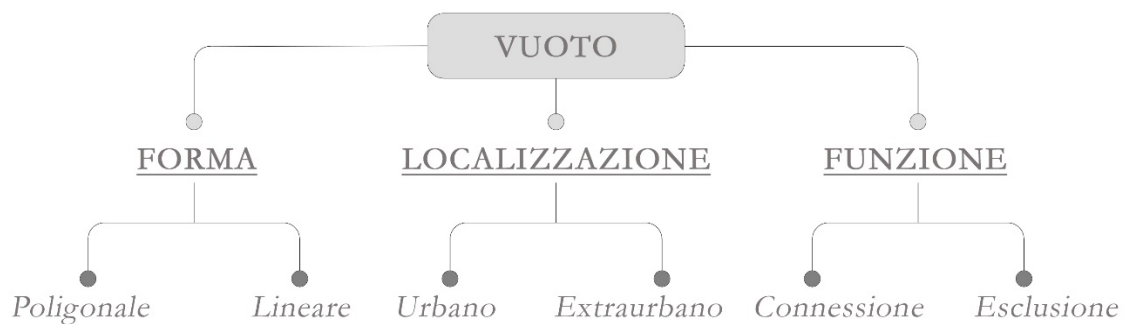 VUOTO
FORMA LOCALIZZAZIONE FUNZIONE
Poligonale Lineare Urbano Extraurbano Connessione Esclusione